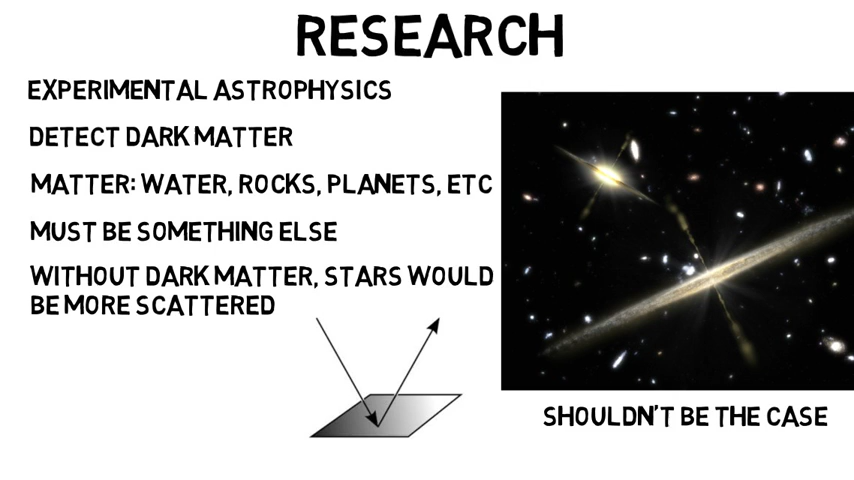 RESEARCH
EXPERIMENTAL ASTROPHYSICS
DETECT DARK MATTER
MATTER: WATER, ROCKS, PLANETS, ETC
MUST BE SOMETHING ELSE
WITHOUT DARK MATTER, STARS WOULD
BE MORE SCATTERED
SHOULDN'T BE THE CASE